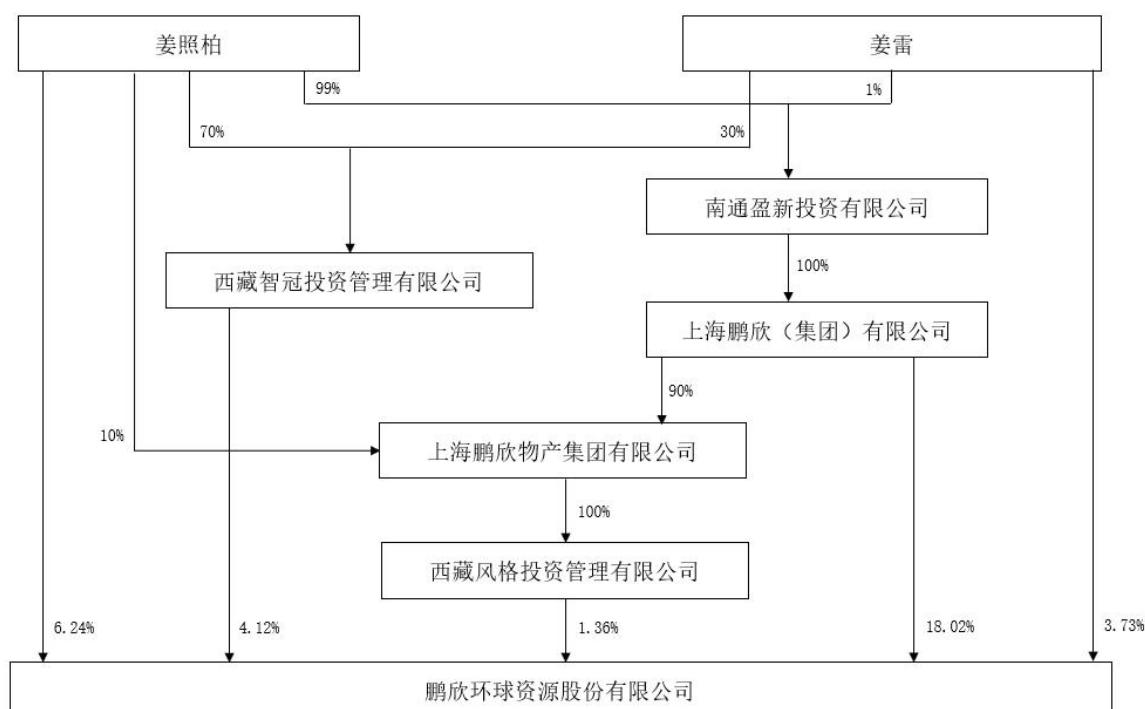 姜照柏
姜雷
99%
1%
70%
30%
南通盈新投资有限公司
100%
西藏智冠投资管理有限公司
上海鹏欣（集团）有限公司
90%
10%
上海鹏欣物产集团有限公司
100%
西藏风格投资管理有限公司
6.24%
4.12%
1.36%
18.02%
3.73%
鹏欣环球资源股份有限公司